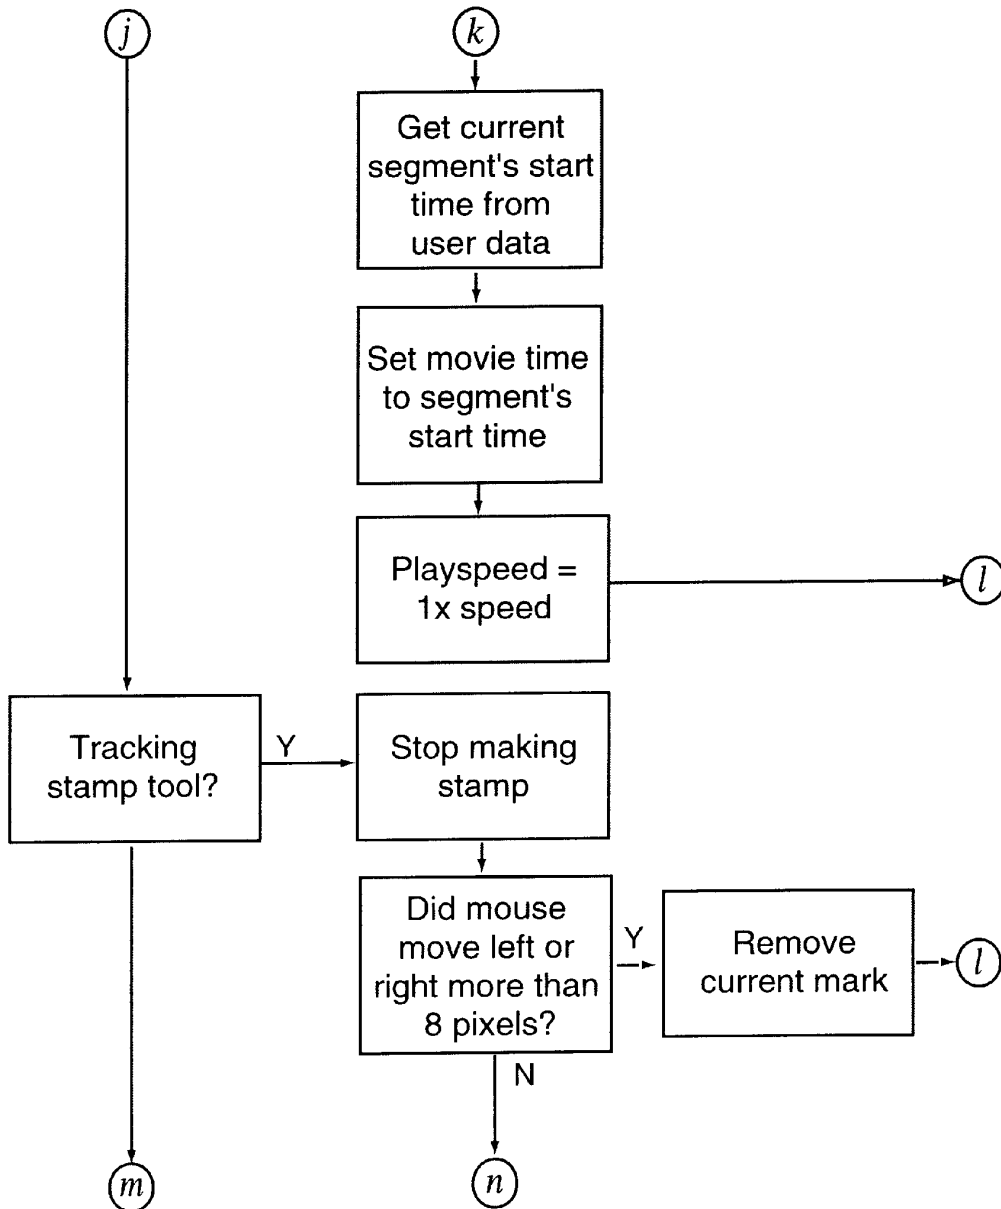 j
k
Get current
segment's start
time from
user data
Set movie time
to segment's
start time
Playspeed =
1x speed
l
Tracking
stamp tool?
Y
Stop making
stamp
Did mouse
move left or
right more than
8 pixels?
Y
Remove
current mark
l
N
m
n